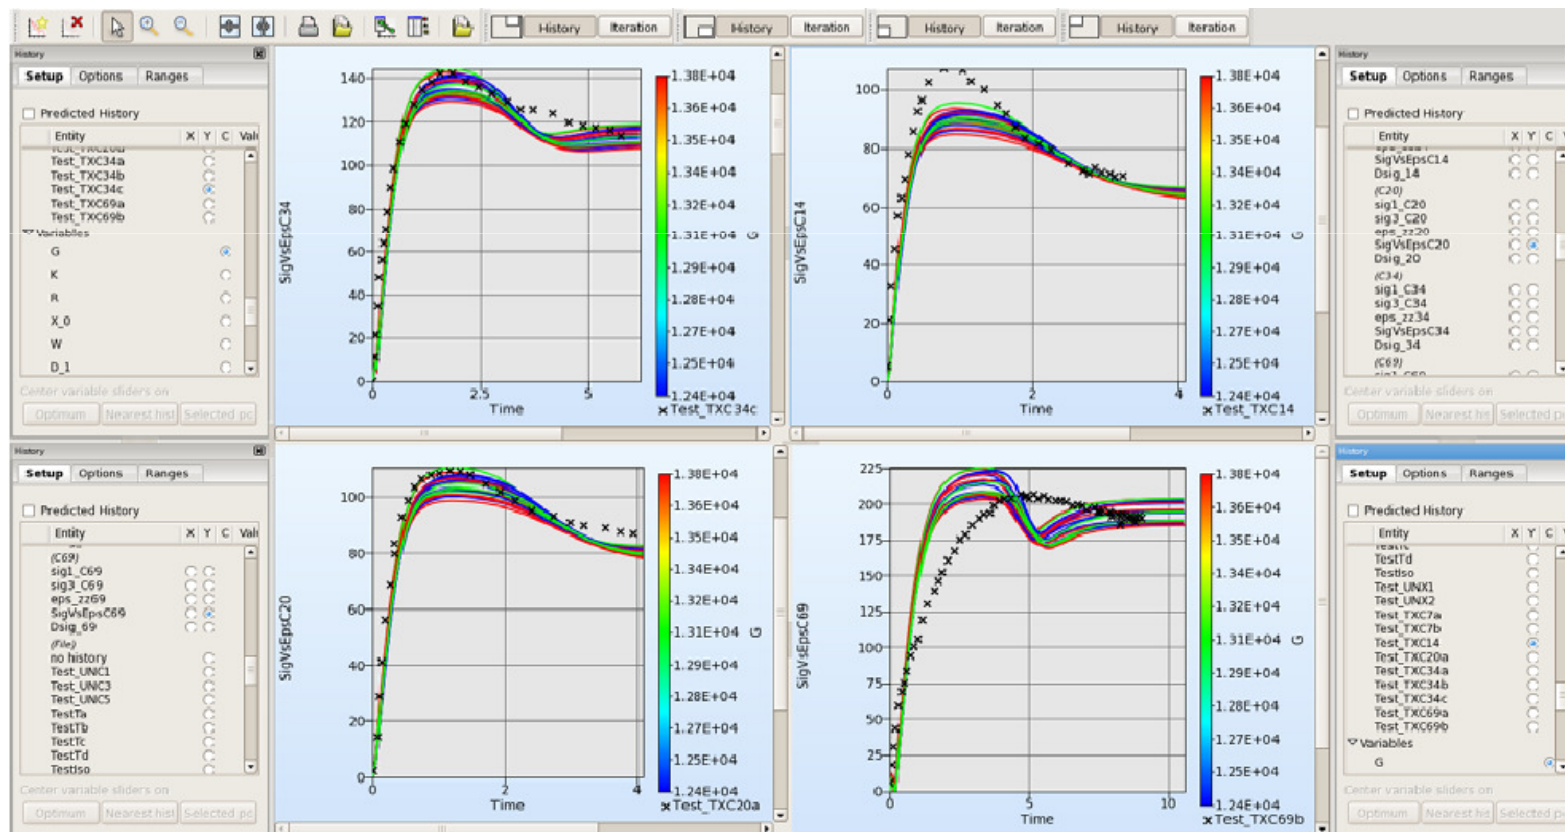 History Iteration History Iteration History Iteration History Iteration
History
Setup Options Ranges
Predicted History
Entity X Y C
Test_TXC34a
Test_TXC34b
Test_TXC34c
Test_TXC69a
Test_TXC69b
Variables
G
K
R
X_0
W
D_1
Center variable sliders on
Optimum Nearest hist Selected pc
SigVsEpsC34
140
120
100
80
60
40
20
0
0 2.5 5
Time
1.38E+04
1.36E+04
1.35E+04
1.34E+04
1.32E+04
1.31E+04
1.29E+04
1.28E+04
1.27E+04
1.25E+04
1.24E+04
G
Test_TXC34c
SigVsEpsC14
100
80
60
40
20
0
0 2 4
Time
1.38E+04
1.36E+04
1.35E+04
1.34E+04
1.32E+04
1.31E+04
1.29E+04
1.28E+04
1.27E+04
1.25E+04
1.24E+04
G
Test_TXC14
History
Setup Options Ranges
Predicted History
Entity X Y C
SigVsEpsC14
Dsig_14
(C20)
sig1_C20
sig3_C20
eps_zz20
SigVsEpsC20
Dsig_20
(C34)
sig1_C34
sig3_C34
eps_zz34
SigVsEpsC34
Dsig_34
(C69)
sig1_C69
Center variable sliders on
Optimum Nearest his Selected pc
History
Setup Options Ranges
Predicted History
Entity X Y C
(C69)
sig1_C69
sig3_C69
eps_zz69
SigVsEpsC69
Dsig_69
(File)
no history
Test_UNIC1
Test_UNIC3
Test_UNIC5
TestTa
TestTb
TestTc
TestTd
TestIso
Center variable sliders on
Optimum Nearest hist Selected pc
SigVsEpsC20
100
80
60
40
20
0
0 2 4
Time
1.38E+04
1.36E+04
1.35E+04
1.34E+04
1.32E+04
1.31E+04
1.29E+04
1.28E+04
1.27E+04
1.25E+04
1.24E+04
G
Test_TXC20a
SigVsEpsC69
225
200
175
150
125
100
75
50
25
0
0 5 10
Time
1.38E+04
1.36E+04
1.35E+04
1.34E+04
1.32E+04
1.31E+04
1.29E+04
1.28E+04
1.27E+04
1.25E+04
1.24E+04
G
Test_TXC69b
History
Setup Options Ranges
Predicted History
Entity X Y C
TestTc
TestTd
TestIso
Test_UNX1
Test_UNX2
Test_TXC7a
Test_TXC7b
Test_TXC14
Test_TXC20a
Test_TXC34a
Test_TXC34b
Test_TXC34c
Test_TXC69a
Test_TXC69b
Variables
G
Center variable sliders on
Optimum Nearest his Selected pc